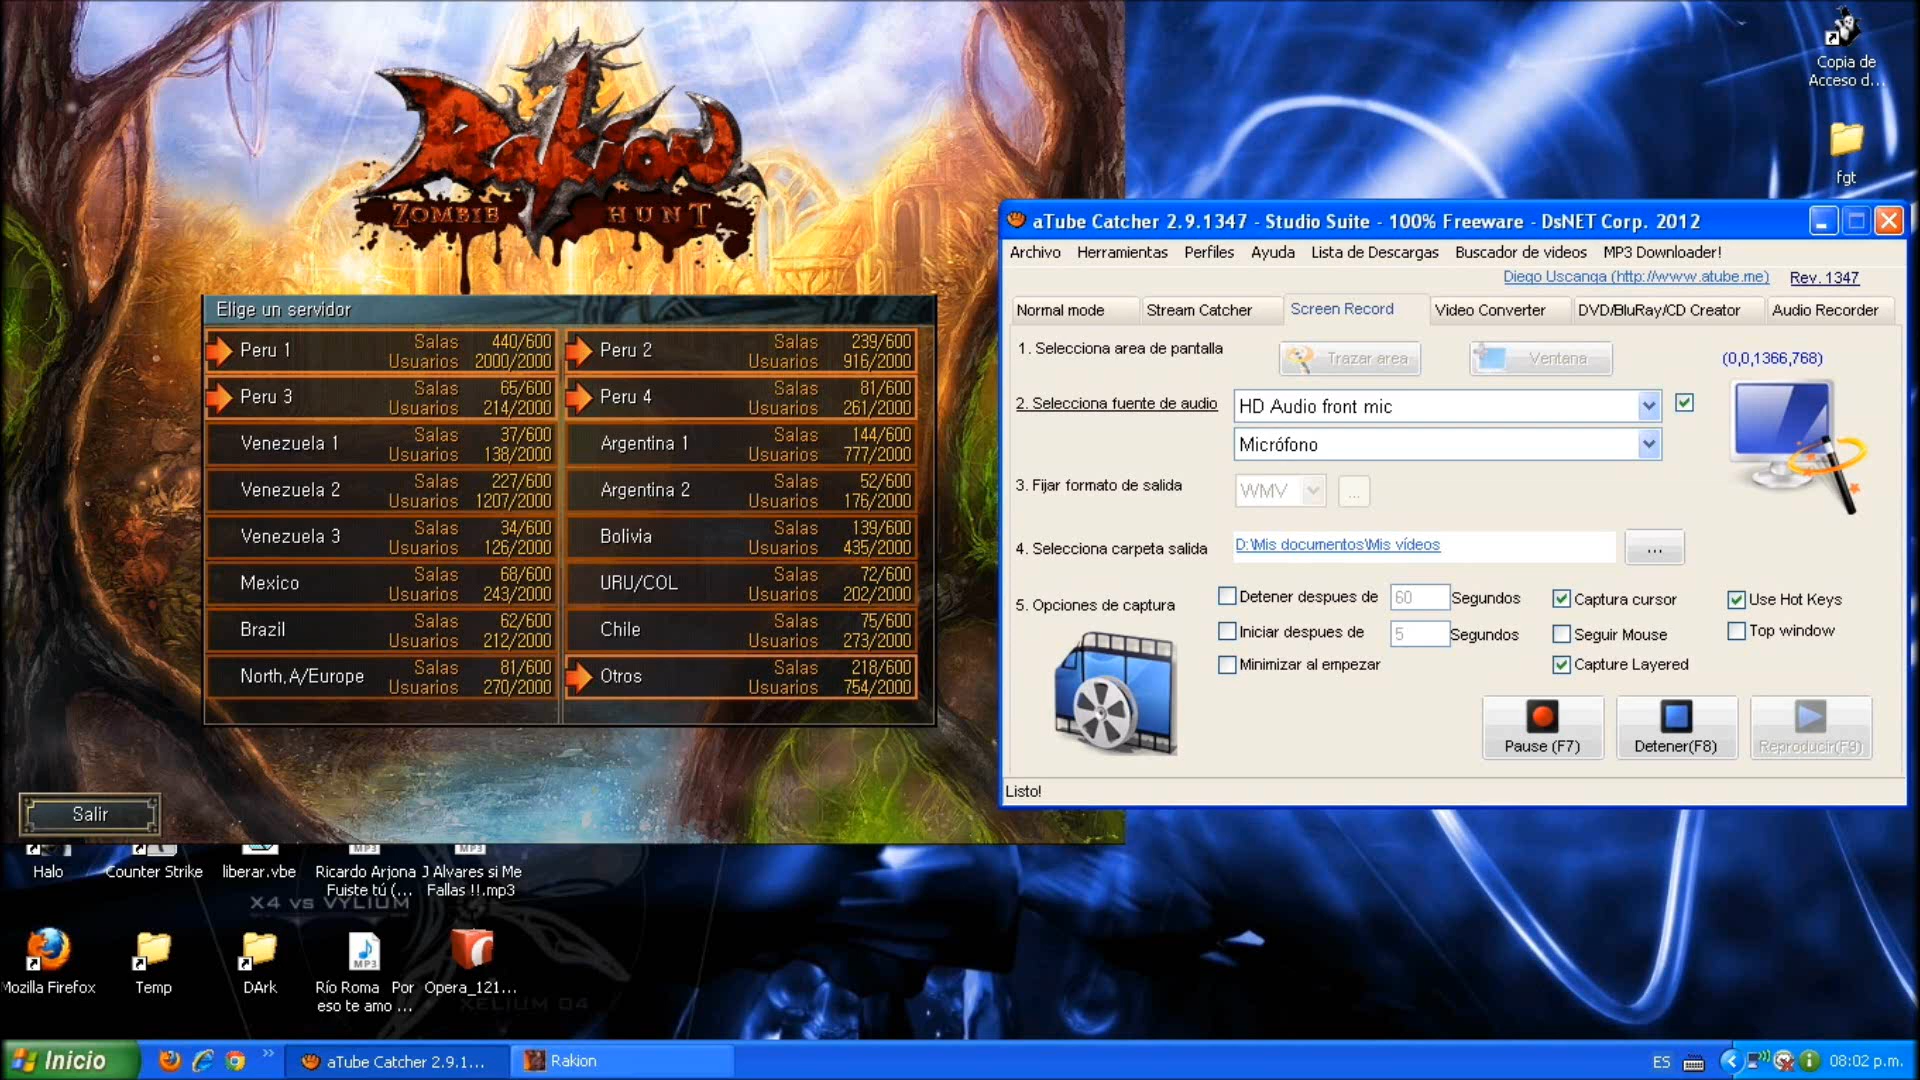 Rakion
ZOMBIE HUNT
Elige un servidor
Peru 1 Salas 440/600
Usuarios 2000/2000
Peru 2 Salas 239/600
Usuarios 916/2000
Peru 3 Salas 65/600
Usuarios 214/2000
Peru 4 Salas 81/600
Usuarios 261/2000
Venezuela 1 Salas 37/600
Usuarios 138/2000
Argentina 1 Salas 144/600
Usuarios 777/2000
Venezuela 2 Salas 227/600
Usuarios 1207/2000
Argentina 2 Salas 52/600
Usuarios 176/2000
Venezuela 3 Salas 34/600
Usuarios 126/2000
Bolivia Salas 139/600
Usuarios 435/2000
Mexico Salas 68/600
Usuarios 243/2000
URU/COL Salas 72/600
Usuarios 202/2000
Brazil Salas 62/600
Usuarios 212/2000
Chile Salas 75/600
Usuarios 273/2000
North,A/Europe Salas 81/600
Usuarios 270/2000
Otros Salas 218/600
Usuarios 754/2000
Salir
Copia de
Acceso d...
fgt
aTube Catcher 2.9.1347 - Studio Suite - 100% Freeware - DsNET Corp. 2012
Archivo Herramientas Perfiles Ayuda Lista de Descargas Buscador de videos MP3 Downloader!
Diego Uscanga (http://www.atube.me) Rev. 1347
Normal mode Stream Catcher Screen Record Video Converter DVD/BluRay/CD Creator Audio Recorder
1. Selecciona area de pantalla Trazar area Ventana (0,0,1366,768)
2. Selecciona fuente de audio HD Audio front mic
Micrófono
3. Fijar formato de salida WMV ...
4. Selecciona carpeta salida D:\Mis documentos\Mis vídeos ...
5. Opciones de captura
Detener despues de 60 Segundos Captura cursor Use Hot Keys
Iniciar despues de 5 Segundos Seguir Mouse Top window
Minimizar al empezar Capture Layered
Pause (F7) Detener(F8) Reproducir(F9)
Listo!
Halo
Counter Strike
liberar.vbe
MP3
Ricardo Arjona
Fuiste tú (...
MP3
J Alvares si Me
Fallas !!.mp3
X4 vs VYLIUM
Mozilla Firefox
Temp
DArk
MP3
Río Roma Por
eso te amo ...
Opera_121...
XELIUM 04
Inicio aTube Catcher 2.9.1... Rakion ES 08:02 p.m.